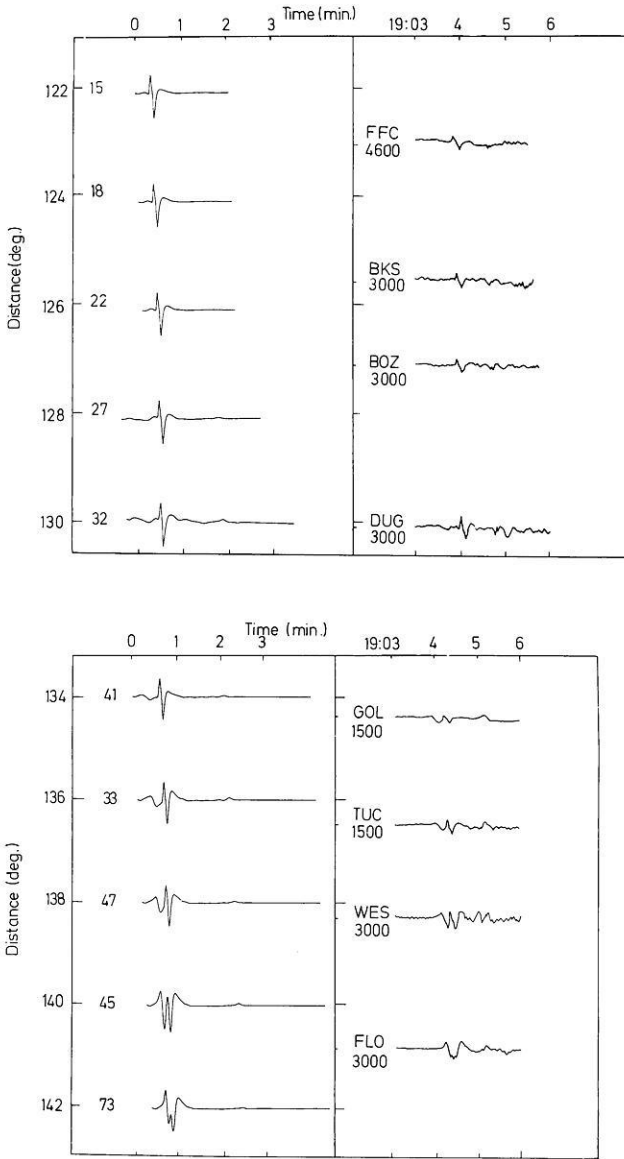 Time (min.)
0 1 2 3 19:03 4 5 6
122 15
FFC
4600
124 18
BKS
3000
126 22
BOZ
3000
128 27
130 32
DUG
3000
Distance(deg.)
Time (min.)
0 1 2 3 19:03 4 5 6
134 41
GOL
1500
136 33
TUC
1500
138 47
WES
3000
140 45
FLO
3000
142 73
Distance (deg.)